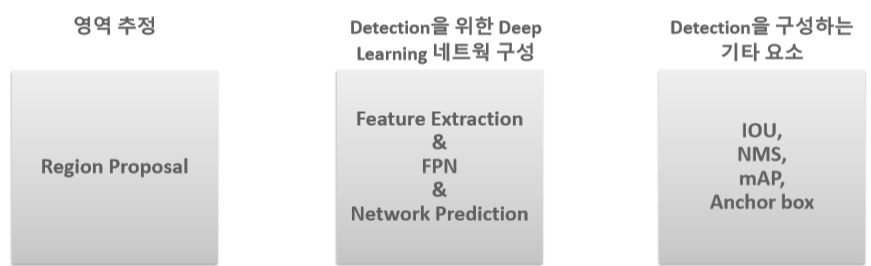 영역 추정
Region Proposal
Detection을 위한 Deep
Learning 네트웍 구성
Feature Extraction
&
FPN
&
Network Prediction
Detection을 구성하는
기타 요소
IOU,
NMS,
mAP,
Anchor box